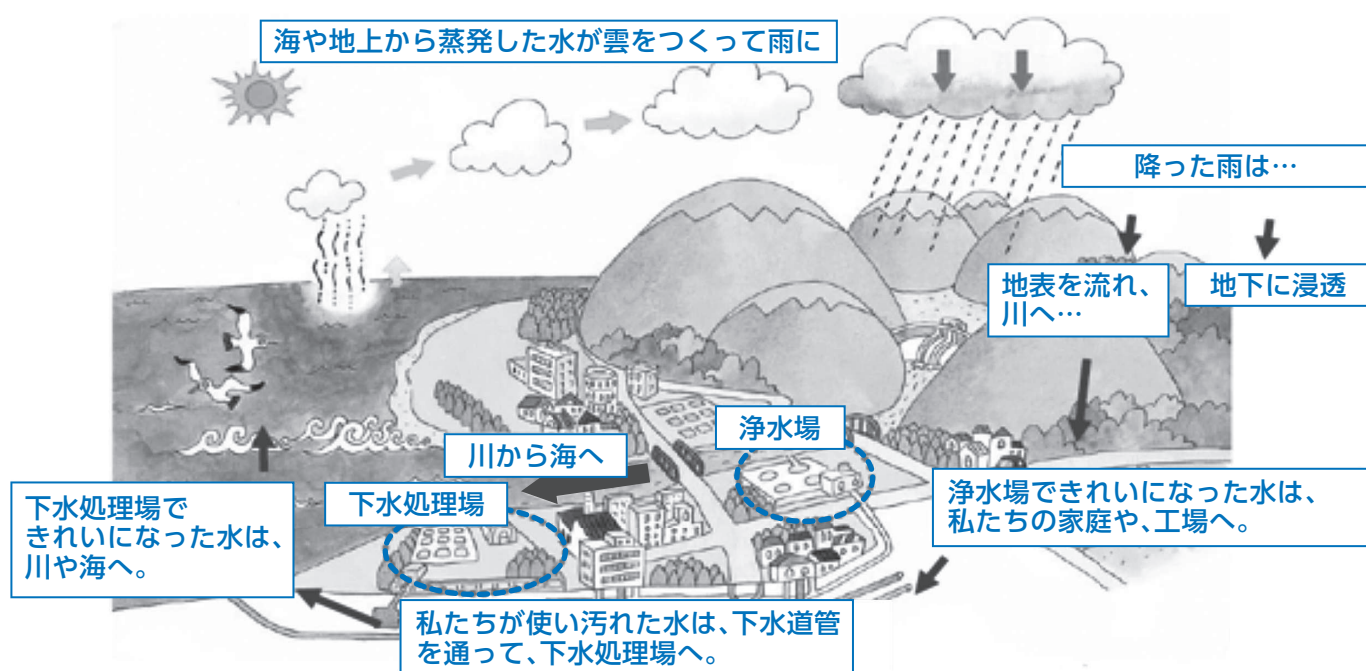 海や地上から蒸発した水が雲をつくって雨に
降った雨は…
地表を流れ、
川へ…
地下に浸透
浄水場
川から海へ
下水処理場
浄水場できれいになった水は、
私たちの家庭や、工場へ。
下水処理場で
きれいになった水は、
川や海へ。
私たちが使い汚れた水は、下水道管
を通って、下水処理場へ。